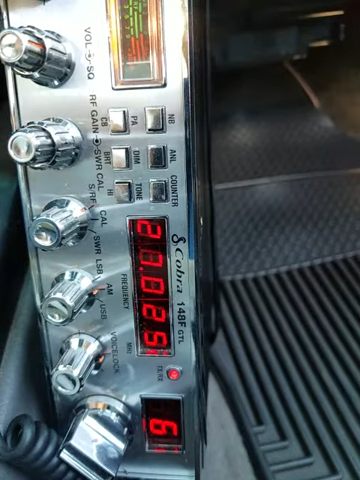 NB ANL COUNTER
PA DIM TONE
CB BRT HI
Cobra 148F GTL
FREQUENCY MHz
TX/RX
6
VOL SQ
RF GAIN SWR CAL
S/RF CAL SWR
LSB AM USB
VOICELOCK